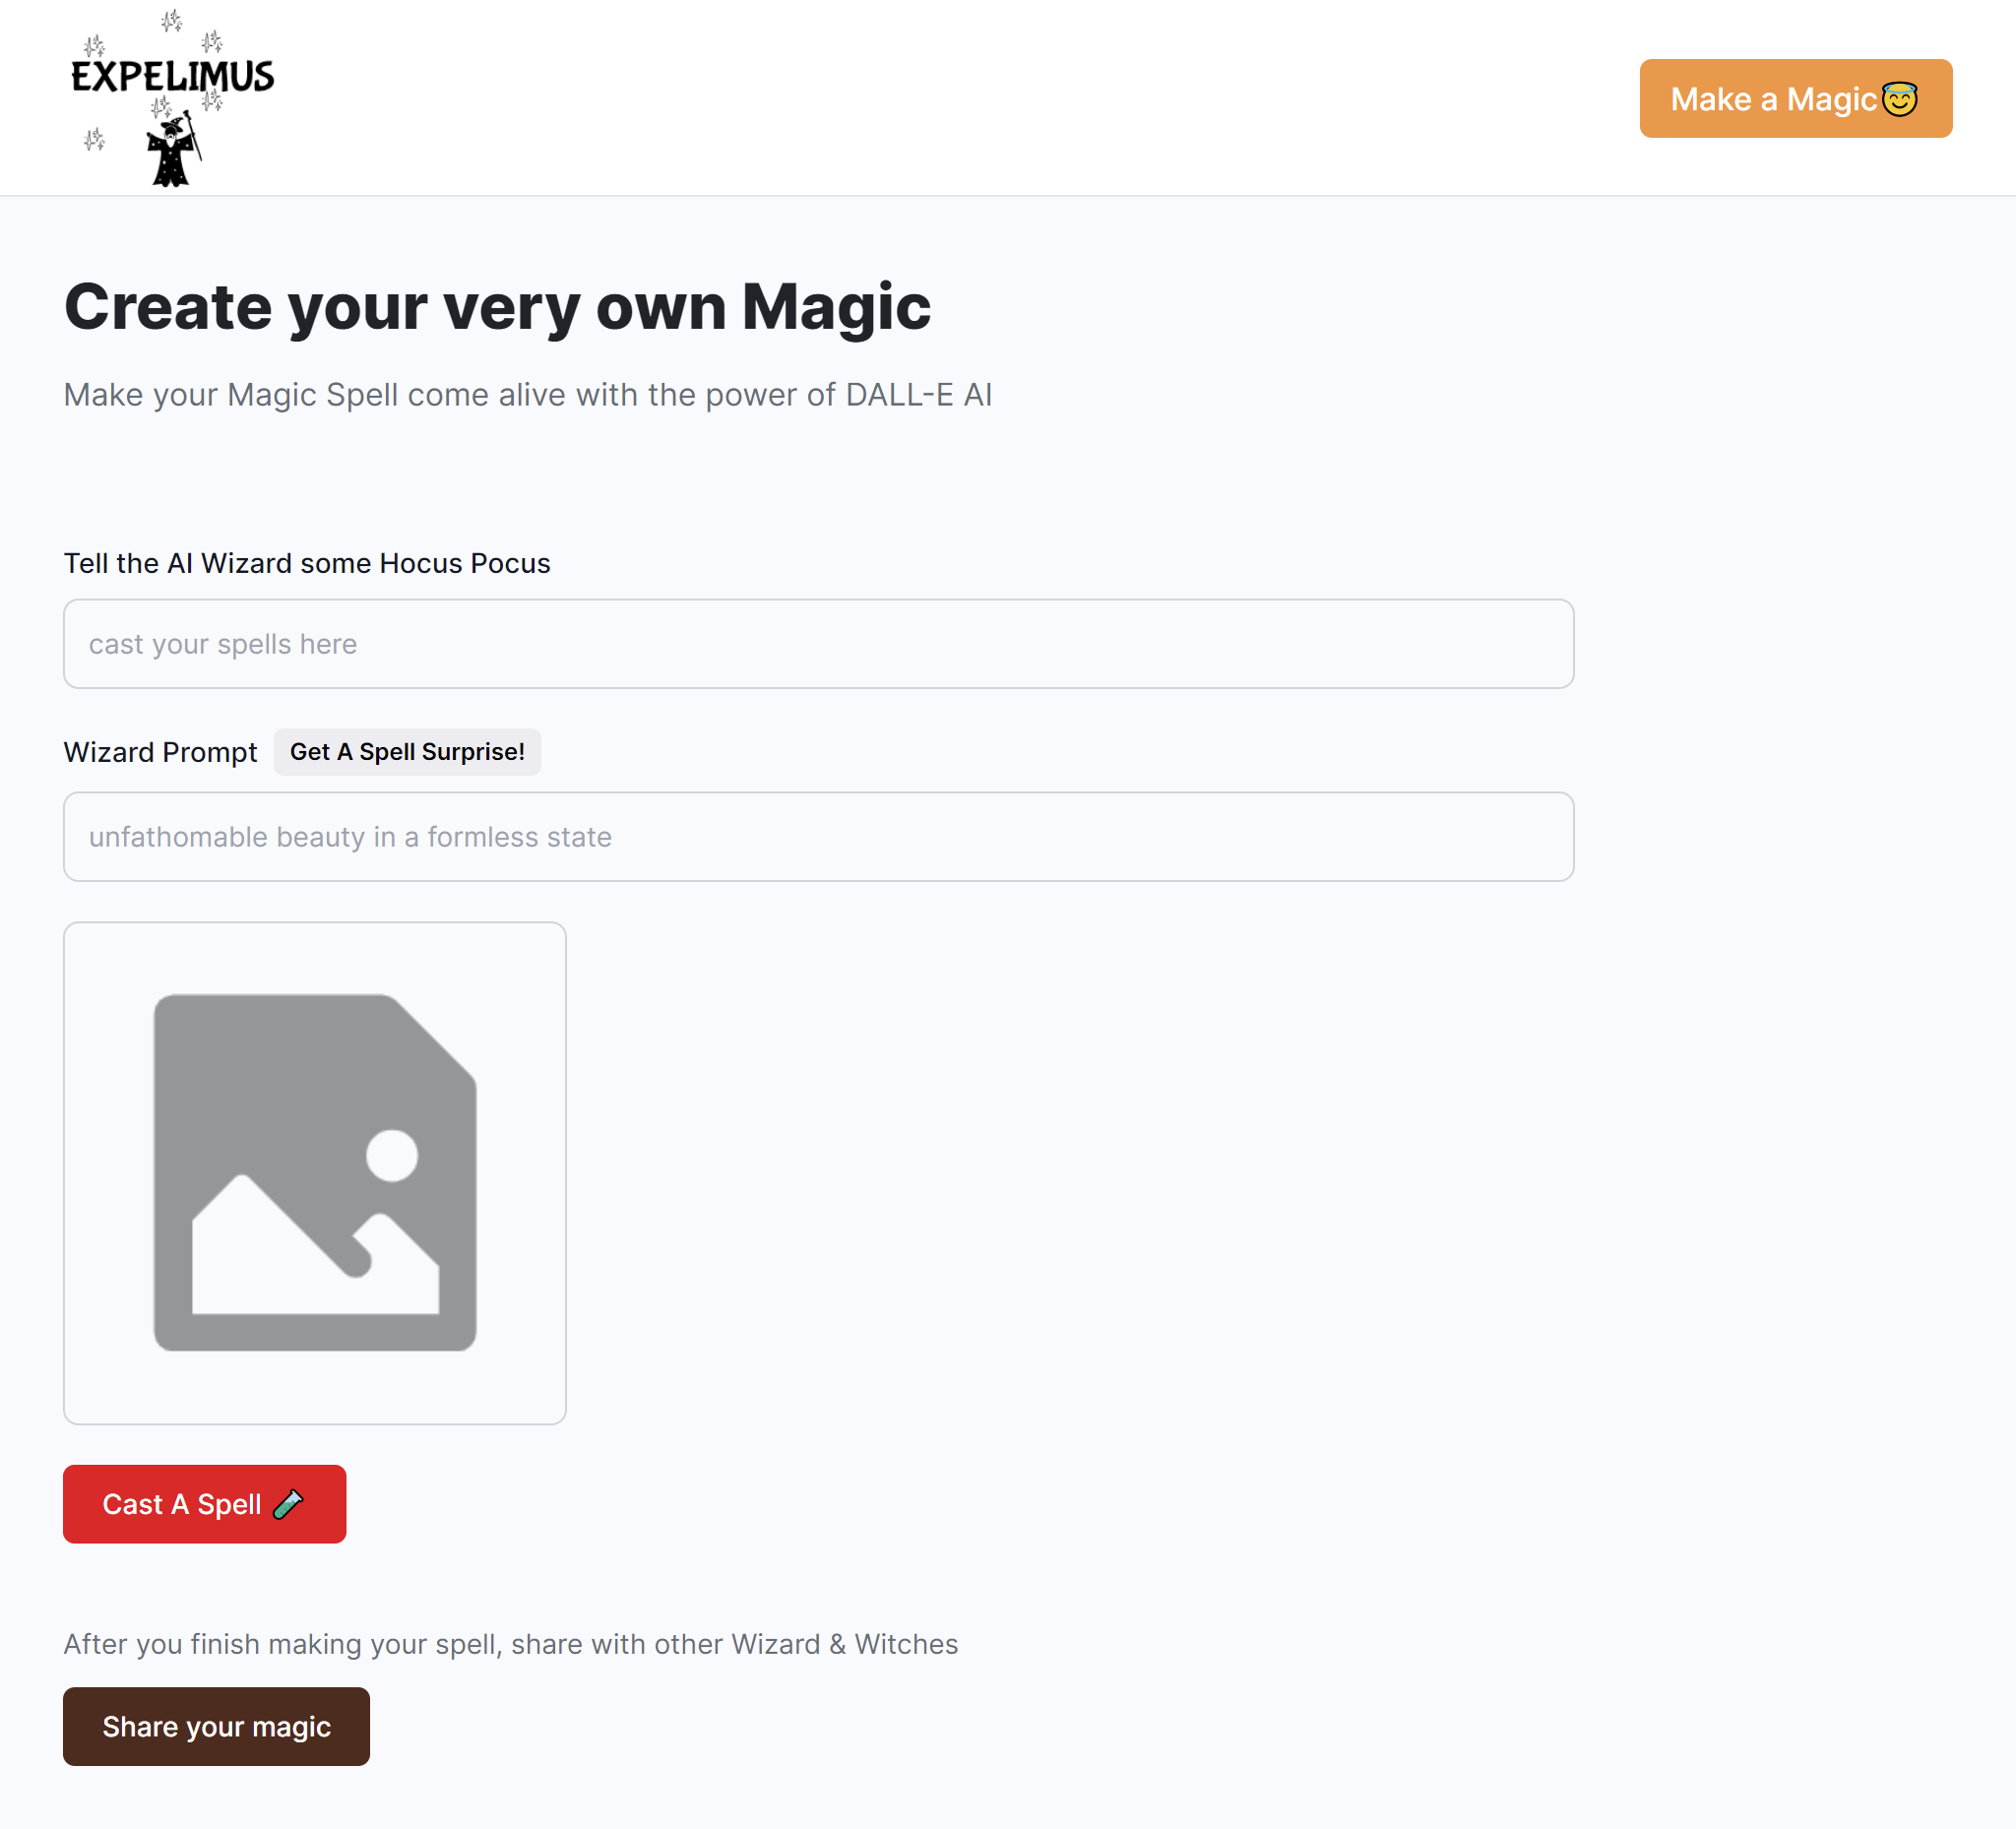 EXPELIMUS
Make a Magic😇
Create your very own Magic
Make your Magic Spell come alive with the power of DALL-E AI
Tell the AI Wizard some Hocus Pocus
cast your spells here
Wizard Prompt Get A Spell Surprise!
unfathomable beauty in a formless state
Cast A Spell 🧪
After you finish making your spell, share with other Wizard & Witches
Share your magic